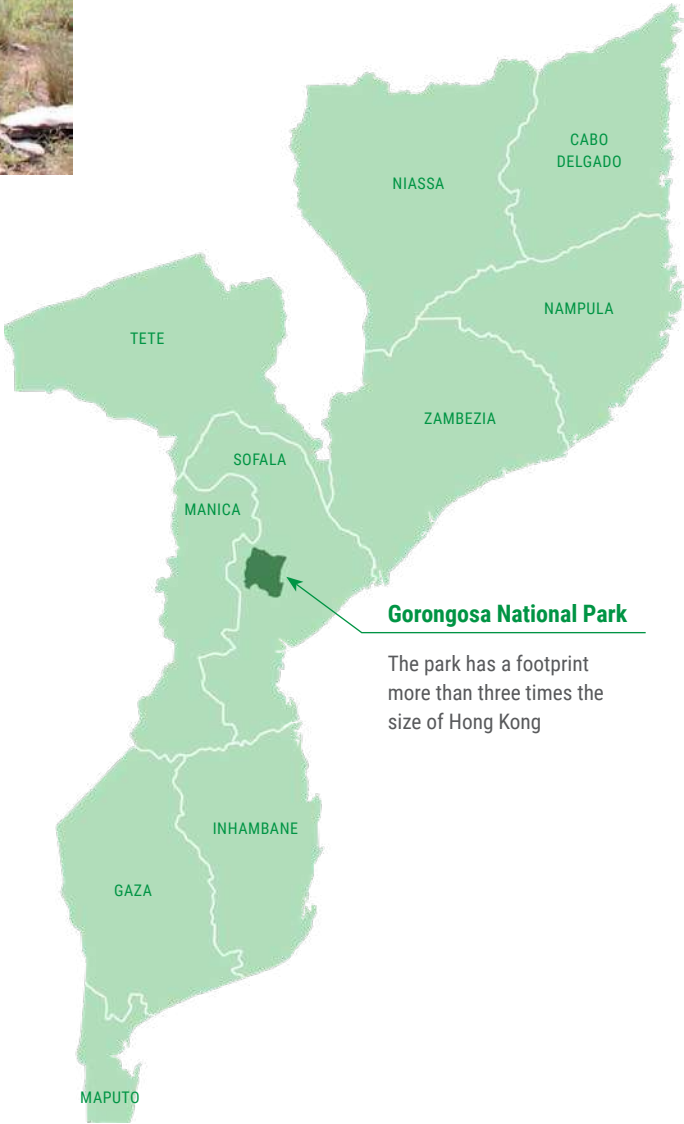 CABO
DELGADO
NIASSA
NAMPULA
TETE
ZAMBEZIA
SOFALA
MANICA
Gorongosa National Park
The park has a footprint
more than three times the
size of Hong Kong
INHAMBANE
GAZA
MAPUTO